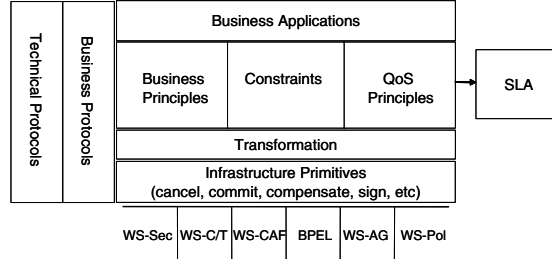 Technical Protocols
Business Protocols
Business Applications
Business
Principles
Constraints
QoS
Principles
SLA
Transformation
Infrastructure Primitives
(cancel, commit, compensate, sign, etc)
WS-Sec
WS-C/T
WS-CAF
BPEL
WS-AG
WS-Pol